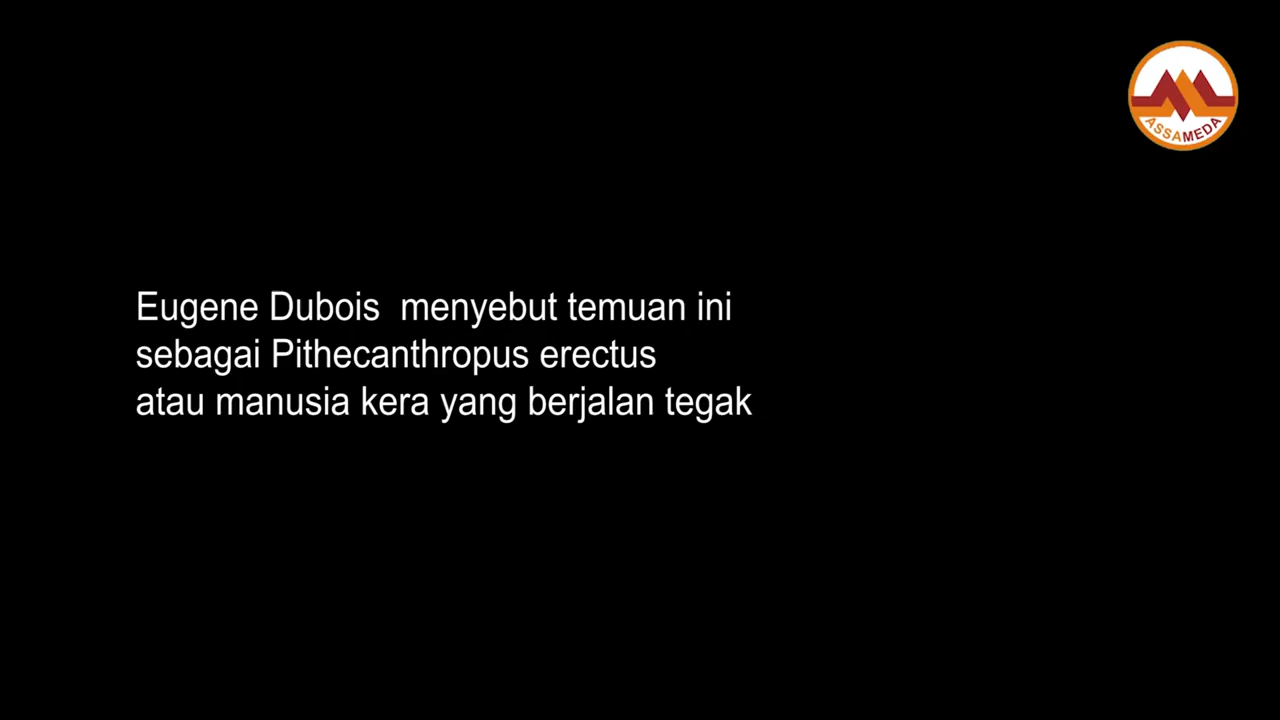 ASSAMEDA
Eugene Dubois  menyebut temuan ini
sebagai Pithecanthropus erectus
atau manusia kera yang berjalan tegak